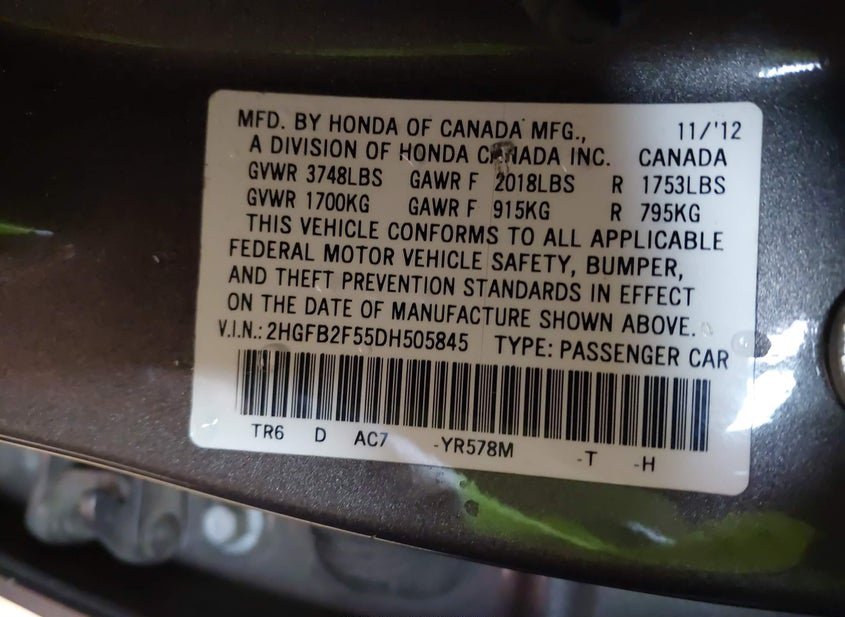 MFD. BY HONDA OF CANADA MFG., 11/'12
A DIVISION OF HONDA CANADA INC. CANADA
GVWR 3748LBS GAWR F 2018LBS R 1753LBS
GVWR 1700KG GAWR F 915KG R 795KG
THIS VEHICLE CONFORMS TO ALL APPLICABLE
FEDERAL MOTOR VEHICLE SAFETY, BUMPER,
AND THEFT PREVENTION STANDARDS IN EFFECT
ON THE DATE OF MANUFACTURE SHOWN ABOVE.
V.I.N.: 2HGFB2F55DH505845 TYPE: PASSENGER CAR
TR6 D AC7 -YR578M -T -H